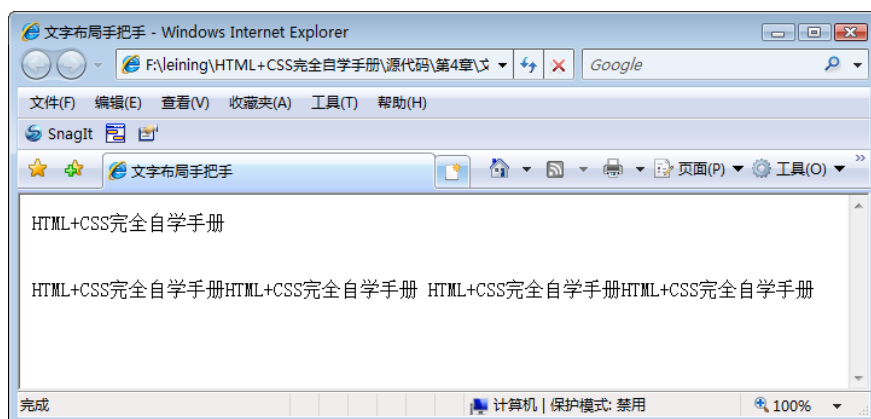 文字布局手把手 - Windows Internet Explorer
F:\leining\HTML+CSS完全自学手册\源代码\第4章\文
Google
文件(F) 编辑(E) 查看(V) 收藏夹(A) 工具(T) 帮助(H)
SnagIt
文字布局手把手
页面(P) 工具(O)
HTML+CSS完全自学手册
HTML+CSS完全自学手册HTML+CSS完全自学手册 HTML+CSS完全自学手册HTML+CSS完全自学手册
完成
计算机 | 保护模式: 禁用
100%